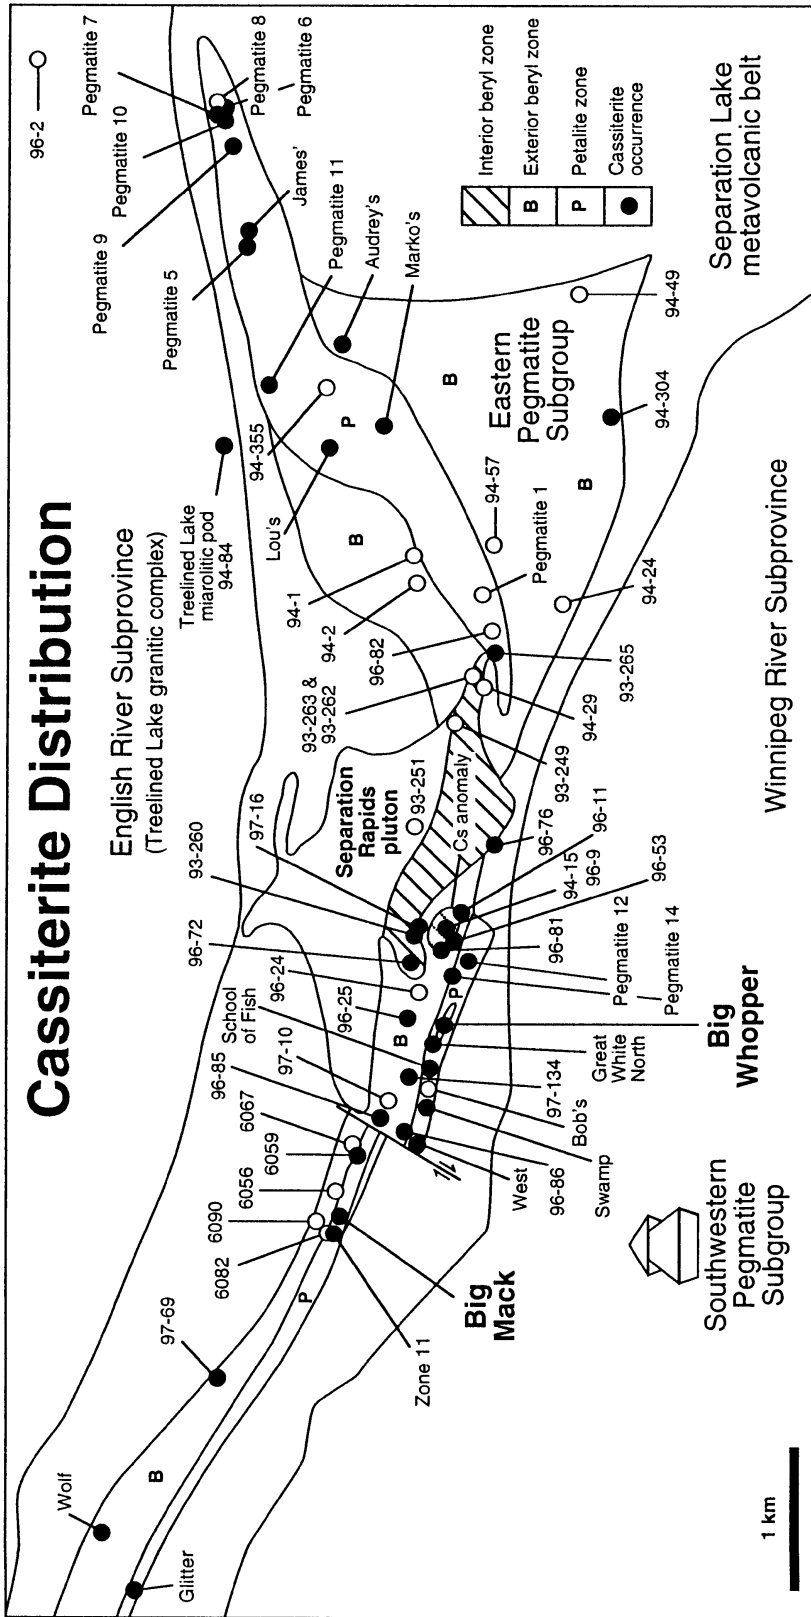 Cassiterite Distribution
English River Subprovince
(Treelined Lake granitic complex)
Treelined Lake
miarolitic pod
94-84
96-2
Pegmatite 7
Pegmatite 10
Pegmatite 9
Pegmatite 5
Pegmatite 8
Pegmatite 6
James'
Pegmatite 11
Audrey's
Marko's
94-355
Lou's
94-1
94-2
96-82
93-263 &
93-262
Separation
Rapids
pluton
93-251
Cs anomaly
97-16
93-260
96-72
96-24
96-25
School
of Fish
97-10
96-85
6067
6059
6056
6090
6082
97-69
Wolf
Glitter
B
P
B
P
B
P
B
B
Eastern
Pegmatite
Subgroup
94-49
94-304
94-57
Pegmatite 1
94-24
93-265
94-29
93-249
96-76
96-11
94-15
96-9
96-53
96-81
Pegmatite 12
Pegmatite 14
Big
Whopper
Great
White
North
97-134
Bob's
Swamp
96-86
West
Big
Mack
Zone 11
Interior beryl zone
B
Exterior beryl zone
P
Petalite zone
Cassiterite
occurrence
Separation Lake
metavolcanic belt
Winnipeg River Subprovince
Southwestern
Pegmatite
Subgroup
1 km